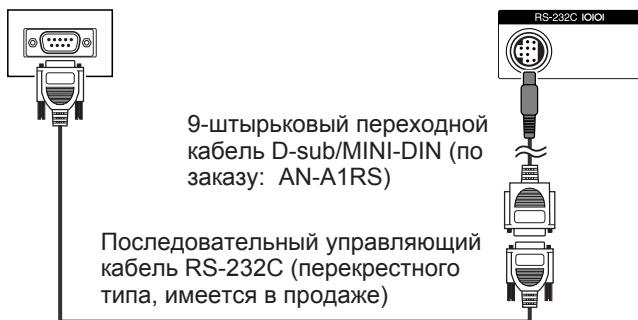 RS-232C IOIOI
9-штырьковый переходной
кабель D-sub/MINI-DIN (по
заказу: AN-A1RS)
Последовательный управляющий
кабель RS-232C (перекрестного
типа, имеется в продаже)